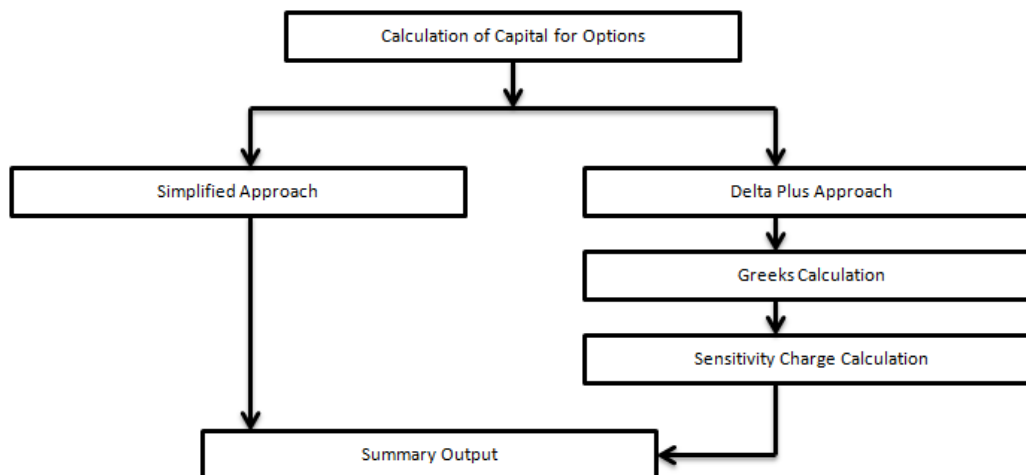 Calculation of Capital for Options
Simplified Approach
Delta Plus Approach
Greeks Calculation
Sensitivity Charge Calculation
Summary Output